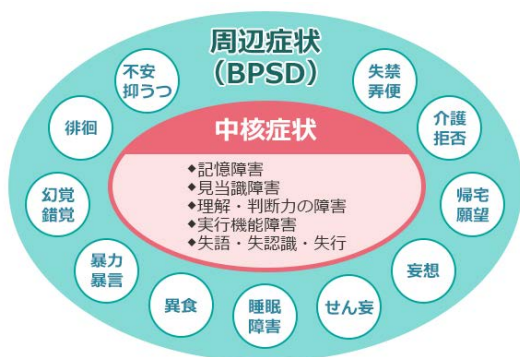 周辺症状
（BPSD）
不安
抑うつ
徘徊
幻覚
錯覚
暴力
暴言
異食
睡眠
障害
せん妄
妄想
帰宅
願望
介護
拒否
失禁
弄便
中核症状
◆記憶障害
◆見当識障害
◆理解・判断力の障害
◆実行機能障害
◆失語・失認識・失行